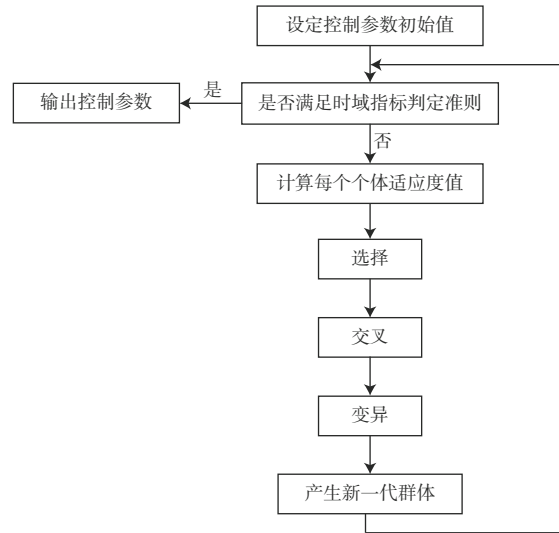 设定控制参数初始值
是否满足时域指标判定准则
是
输出控制参数
否
计算每个个体适应度值
选择
交叉
变异
产生新一代群体